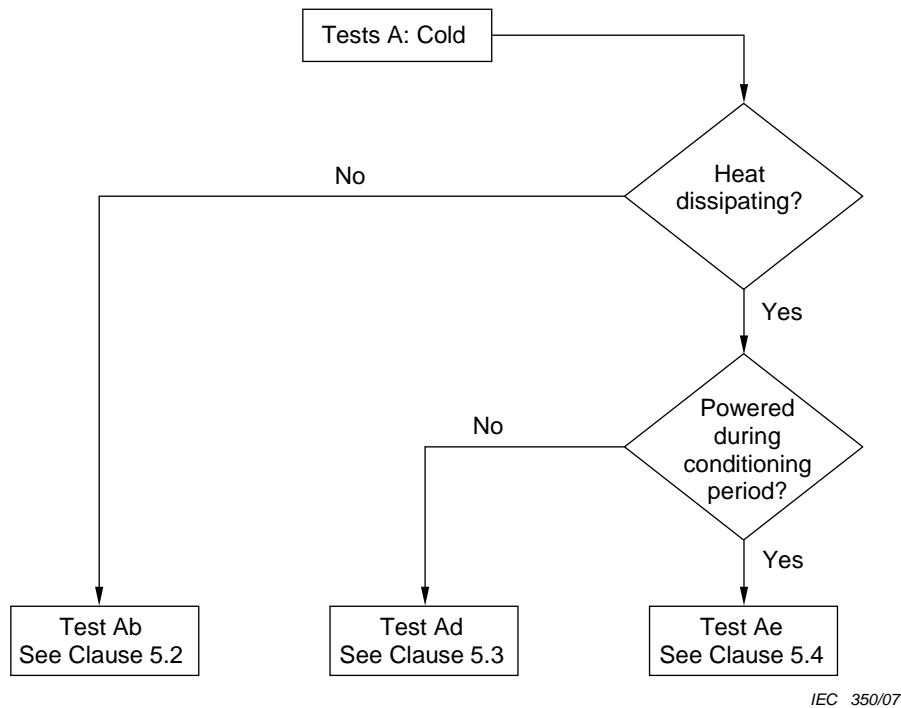 Tests A: Cold
Heat
dissipating?
No
Yes
Powered
during
conditioning
period?
No
Yes
Test Ab
See Clause 5.2
Test Ad
See Clause 5.3
Test Ae
See Clause 5.4
IEC 350/07